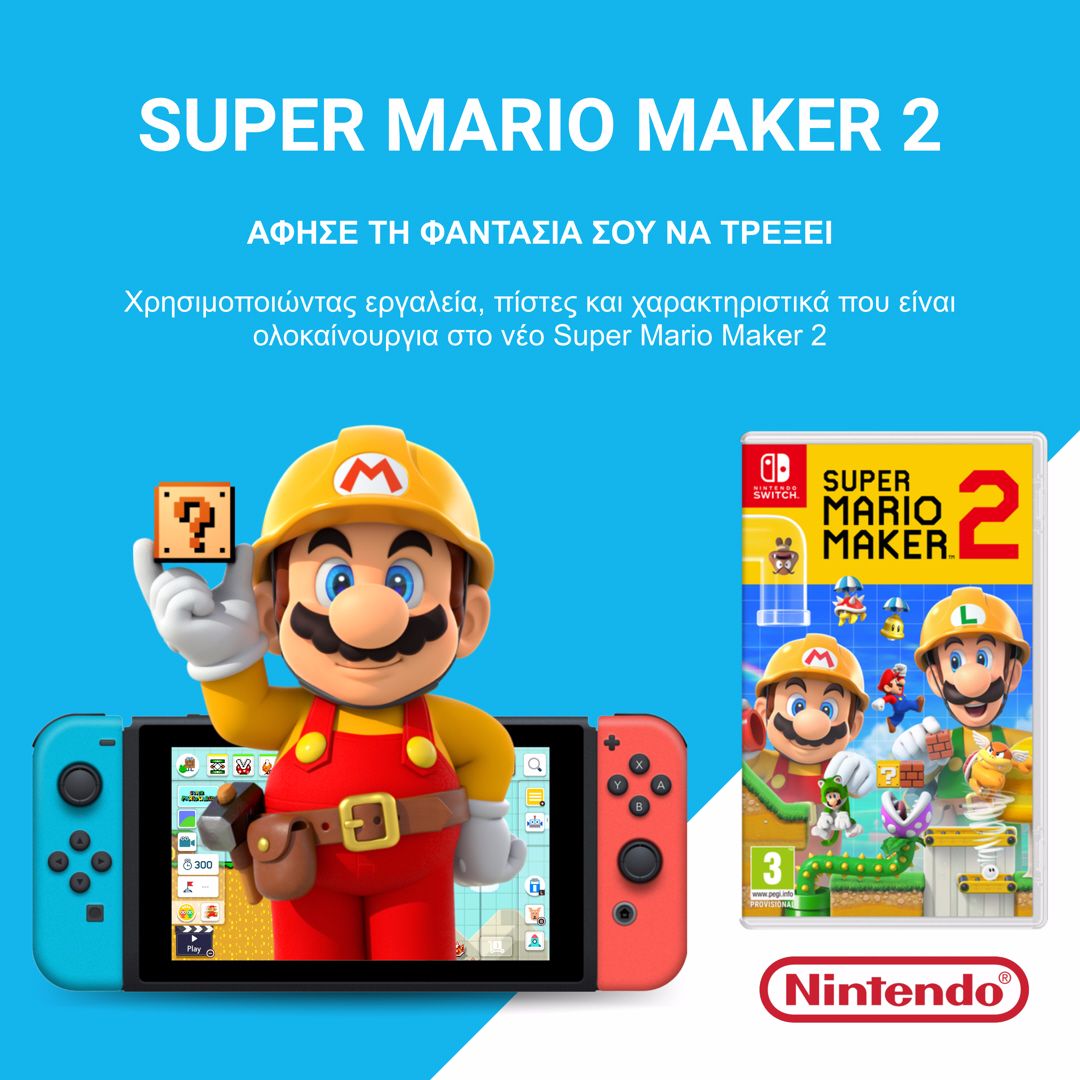 SUPER MARIO MAKER 2
ΑΦΗΣΕ ΤΗ ΦΑΝΤΑΣΙΑ ΣΟΥ ΝΑ ΤΡΕΞΕΙ
Χρησιμοποιώντας εργαλεία, πίστες και χαρακτηριστικά που είναι
ολοκαίνουργια στο νέο Super Mario Maker 2
M
?
X
Y
A
B
300
Play
NINTENDO
SWITCH
SUPER
MARIO
MAKER™
2
L
M
?
3
www.pegi.info
PROVISIONAL
Nintendo®